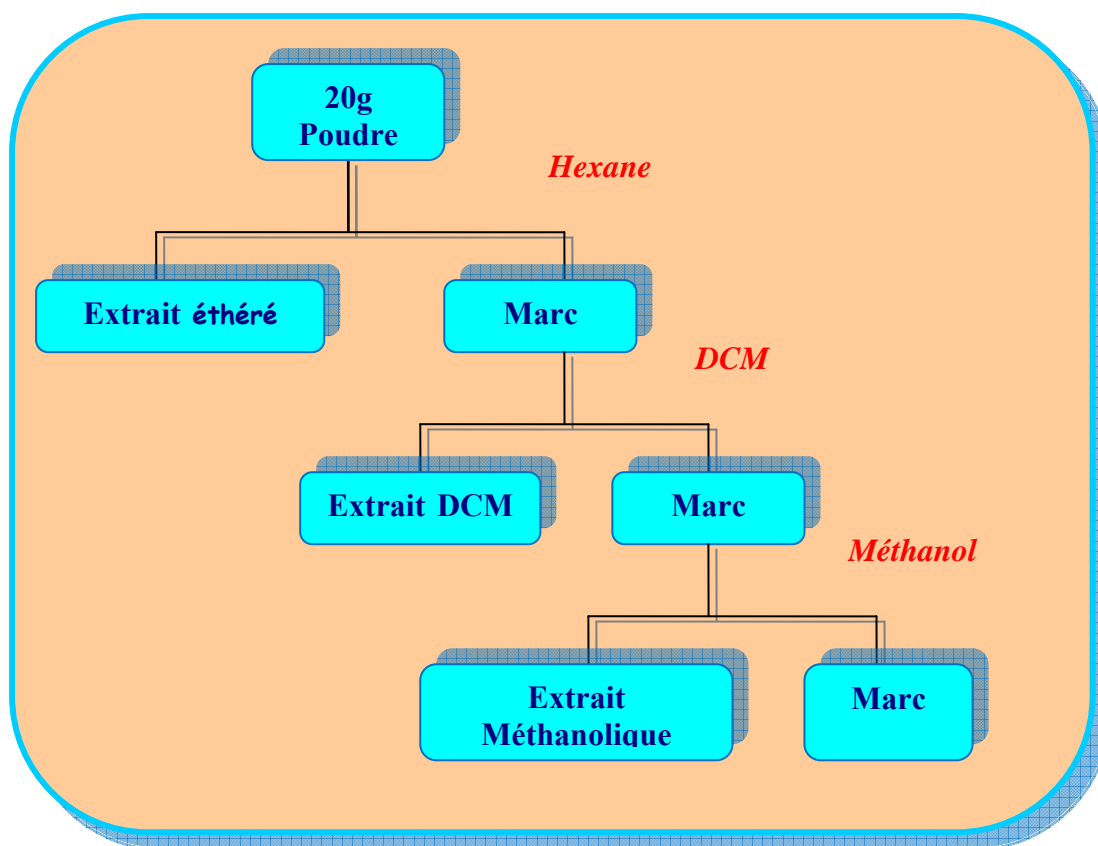 20g
Poudre
Hexane
Extrait éthéré
Marc
DCM
Extrait DCM
Marc
Méthanol
Extrait
Méthanolique
Marc